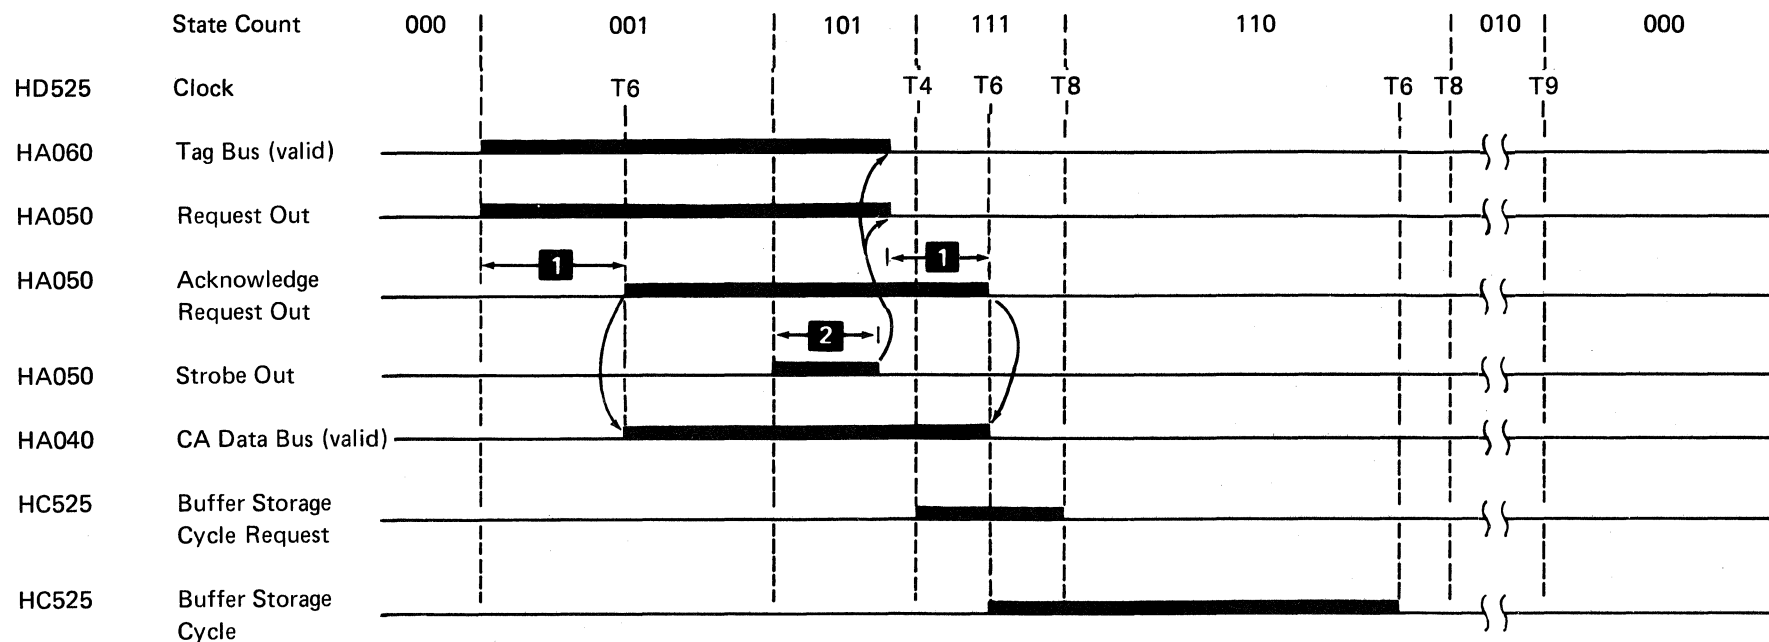 State Count 000 001 101 111 110 010 000
HD525 Clock T6 T4 T6 T8 T6 T8 T9
HA060 Tag Bus (valid)
HA050 Request Out
1 1
HA050 Acknowledge
Request Out
2
HA050 Strobe Out
HA040 CA Data Bus (valid)
HC525 Buffer Storage
Cycle Request
HC525 Buffer Storage
Cycle